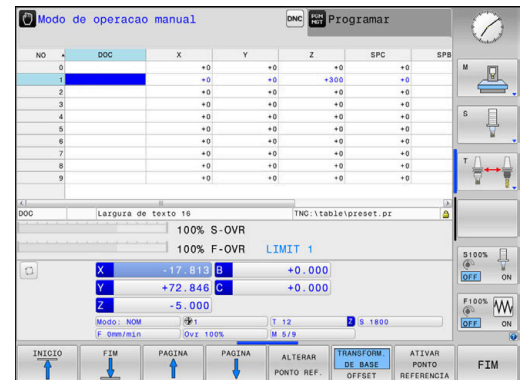 Modo de operacao manual DNC PGM MGT Programar
NO DOC X Y Z SPC SPB
0 +0 +0 +0 +0
1 +0 +0 +300 +0
2 +0 +0 +0 +0
3 +0 +0 +0 +0
4 +0 +0 +0 +0
5 +0 +0 +0 +0
6 +0 +0 +0 +0
7 +0 +0 +0 +0
8 +0 +0 +0 +0
9 +0 +0 +0 +0
DOC Largura de texto 16 TNC:\table\preset.pr
100% S-OVR
100% F-OVR LIMIT 1
X -17.813 B +0.000
Y +72.846 C +0.000
Z -5.000
Modo: NOM 1 T 12 Z S 1800
F 0mm/min Ovr 100% M 5/9
M
S
T
S100%
OFF ON
F100%
OFF ON
INICIO
FIM
PAGINA
PAGINA
ALTERAR
PONTO REF.
TRANSFORM.
DE BASE
OFFSET
ATIVAR
PONTO
REFERENCIA
FIM